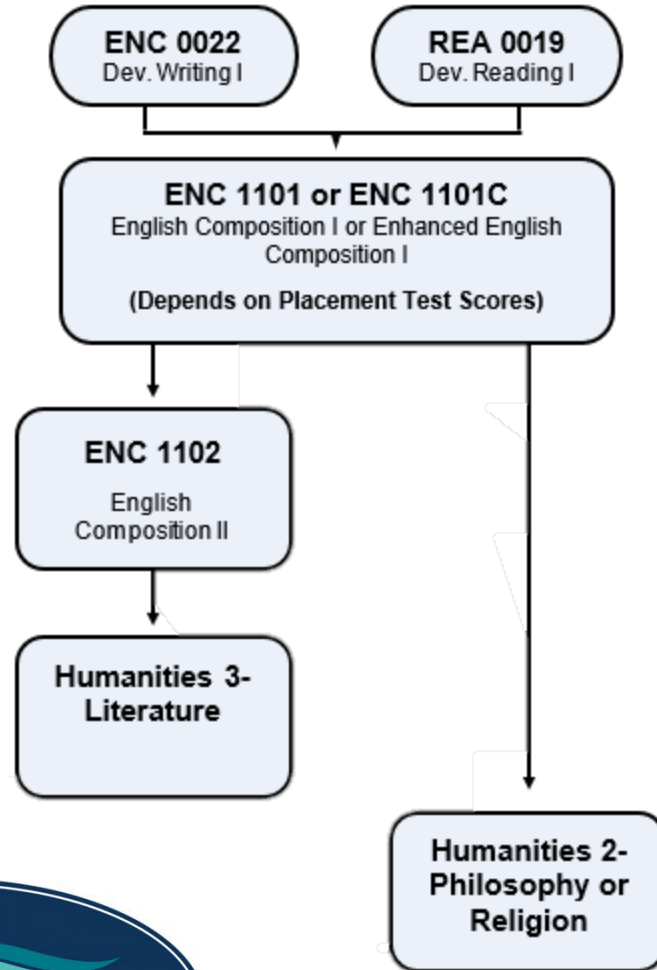 ENC 0022
Dev. Writing I
REA 0019
Dev. Reading I
ENC 1101 or ENC 1101C
English Composition I or Enhanced English
Composition I
(Depends on Placement Test Scores)
ENC 1102
English
Composition II
Humanities 3-
Literature
Humanities 2-
Philosophy or
Religion